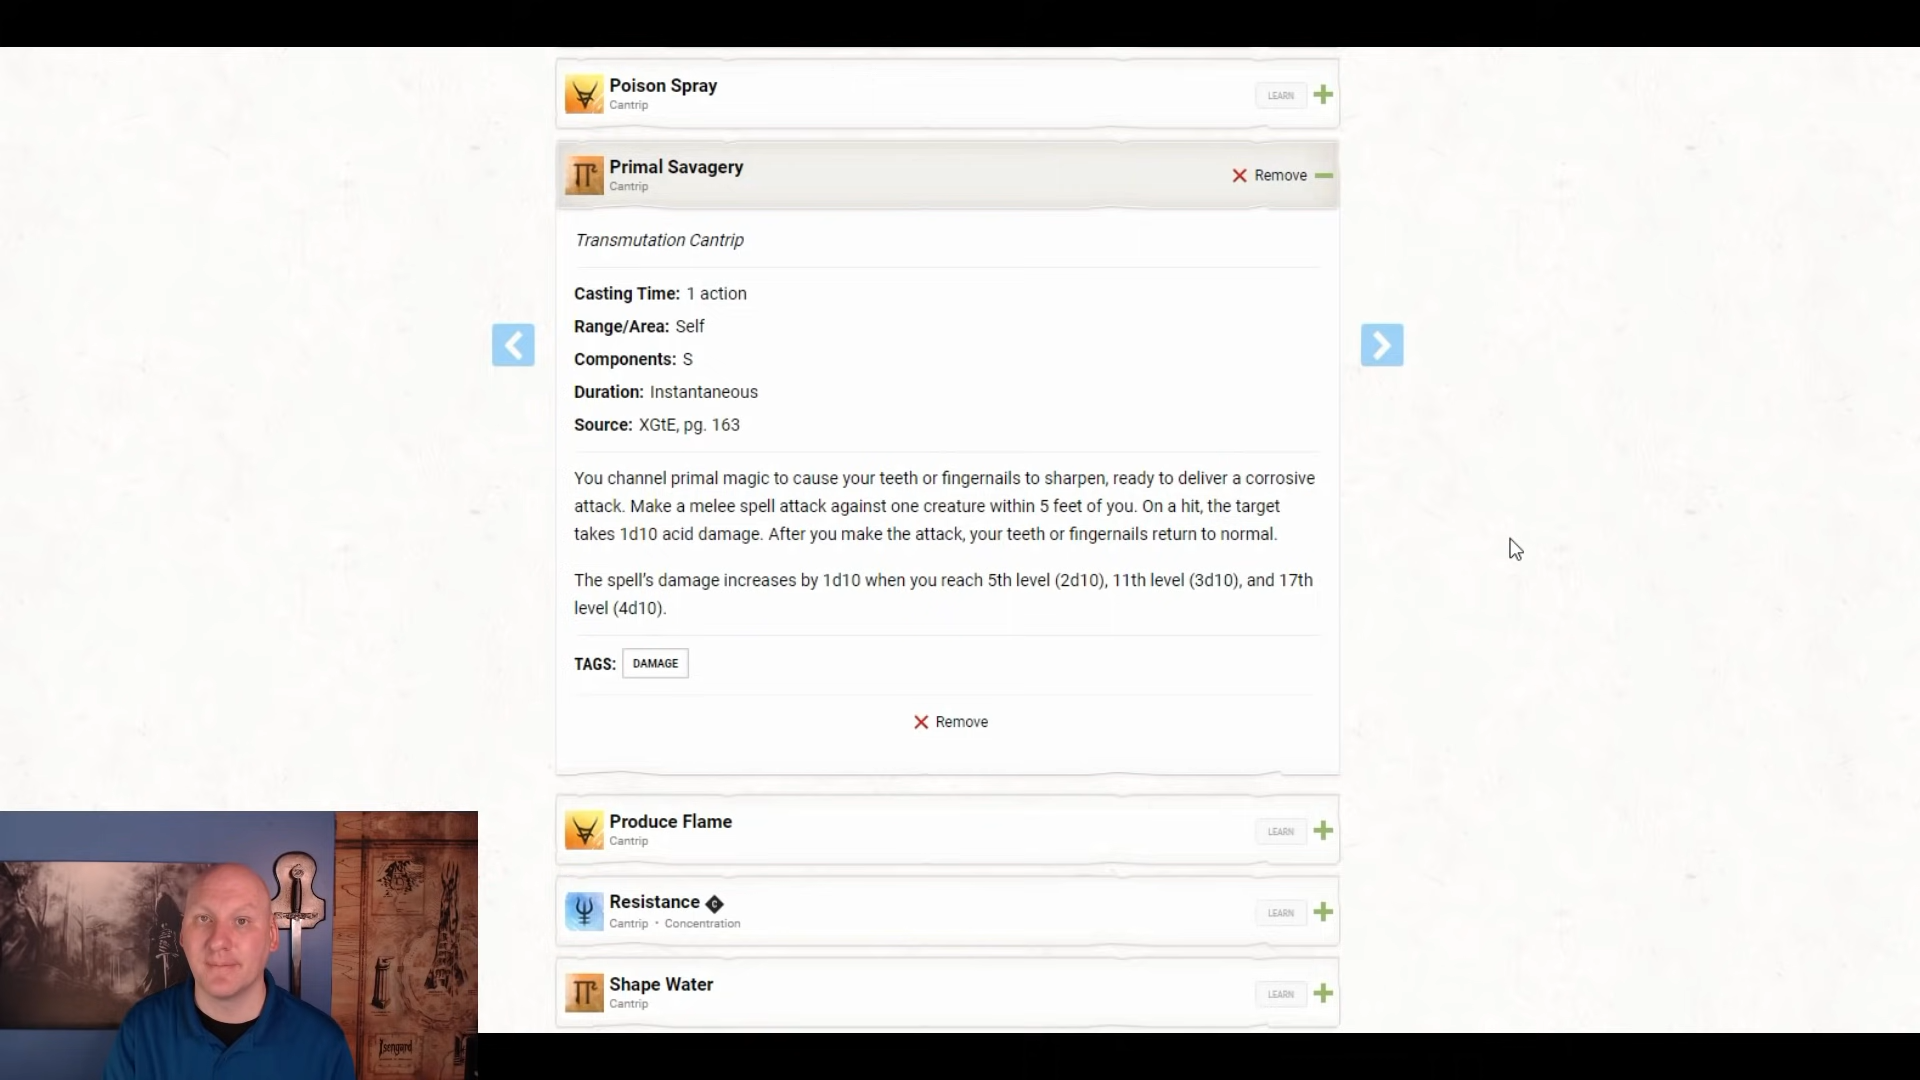 Poison Spray
Cantrip
LEARN
Primal Savagery
Cantrip
Remove
Transmutation Cantrip
Casting Time: 1 action
Range/Area: Self
Components: S
Duration: Instantaneous
Source: XGtE, pg. 163
You channel primal magic to cause your teeth or fingernails to sharpen, ready to deliver a corrosive
attack. Make a melee spell attack against one creature within 5 feet of you. On a hit, the target
takes 1d10 acid damage. After you make the attack, your teeth or fingernails return to normal.
The spell’s damage increases by 1d10 when you reach 5th level (2d10), 11th level (3d10), and 17th
level (4d10).
TAGS: DAMAGE
Remove
Produce Flame
Cantrip
LEARN
Resistance C
Cantrip • Concentration
LEARN
Shape Water
Cantrip
LEARN
Isengard